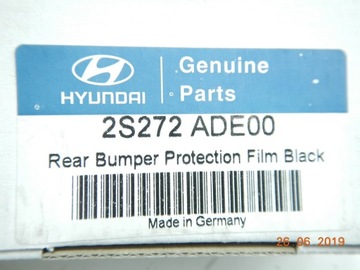 HYUNDAI
Genuine
Parts
2S272 ADE00
Rear Bumper Protection Film Black
Made in Germany
26.06.2019